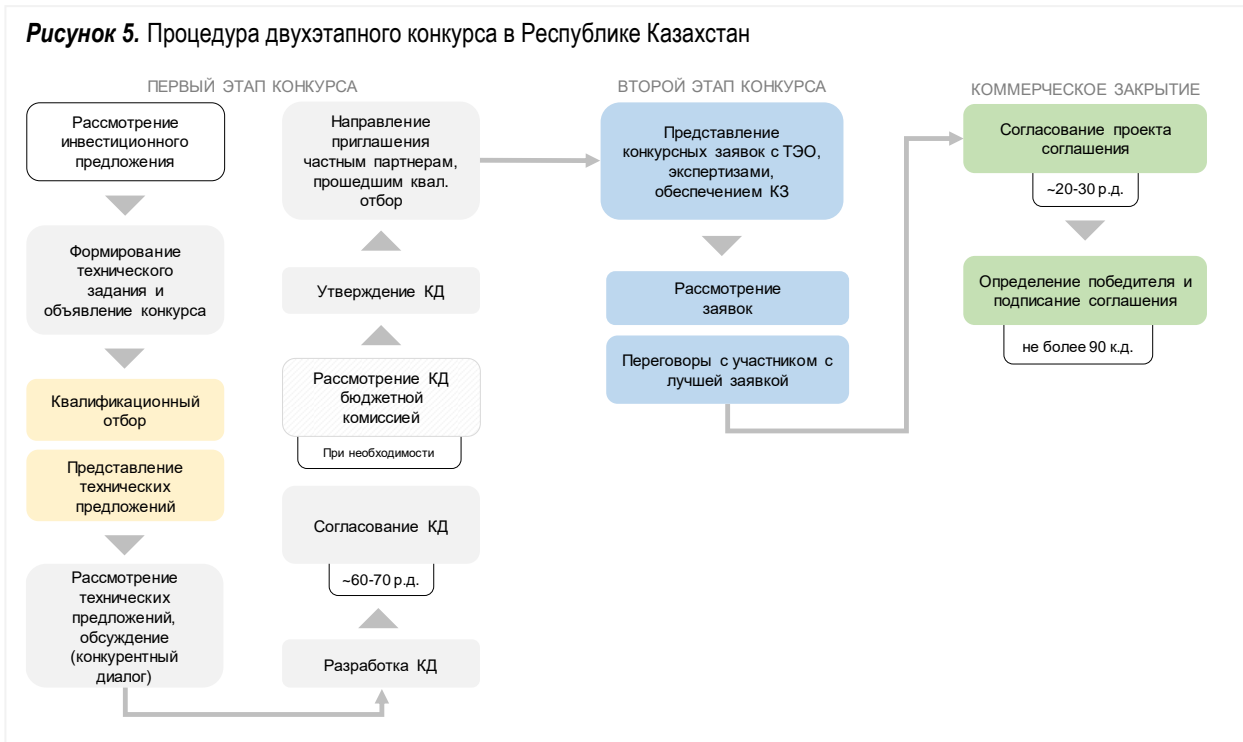 Рисунок 5. Процедура двухэтапного конкурса в Республике Казахстан
ПЕРВЫЙ ЭТАП КОНКУРСА
Рассмотрение
инвестиционного
предложения
Формирование
технического
задания и
объявление конкурса
Квалификационный
отбор
Представление
технических
предложений
Рассмотрение
технических
предложений,
обсуждение
(конкурентный
диалог)
Разработка КД
Согласование КД
~60-70 р.д.
Рассмотрение КД
бюджетной
комиссией
При необходимости
Утверждение КД
Направление
приглашения
частным партнерам,
прошедшим квал.
отбор
ВТОРОЙ ЭТАП КОНКУРСА
Представление
конкурсных заявок с ТЭО,
экспертизами,
обеспечением КЗ
Рассмотрение
заявок
Переговоры с участником с
лучшей заявкой
КОММЕРЧЕСКОЕ ЗАКРЫТИЕ
Согласование проекта
соглашения
~20-30 р.д.
Определение победителя и
подписание соглашения
не более 90 к.д.